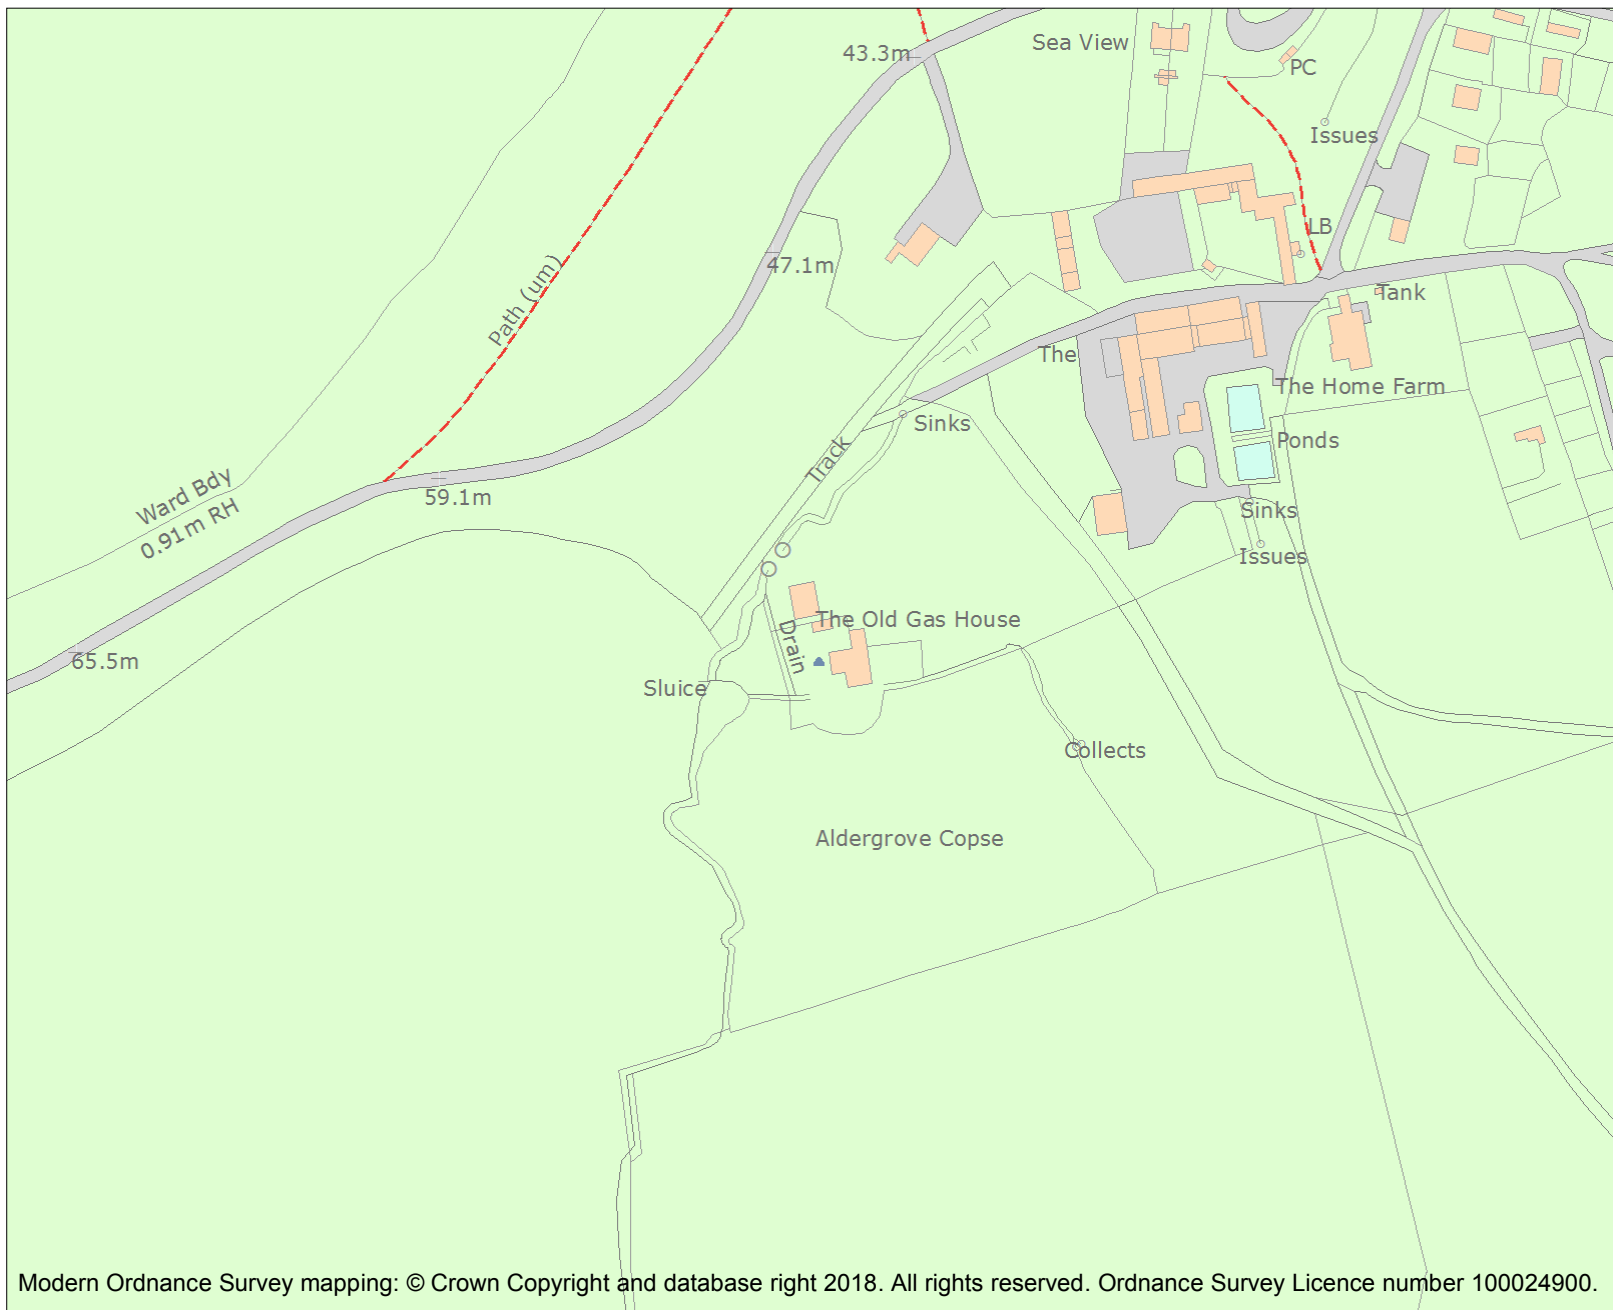 Sea View
43.3m
PC
Issues
LB
47.1m
Path (um)
Tank
The
The Home Farm
Sinks
Ponds
Track
Ward Bdy
59.1m
0.91m RH
Sinks
Issues
The Old Gas House
Drain
65.5m
Sluice
Collects
Aldergrove Copse
Modern Ordnance Survey mapping: © Crown Copyright and database right 2018. All rights reserved. Ordnance Survey Licence number 100024900.